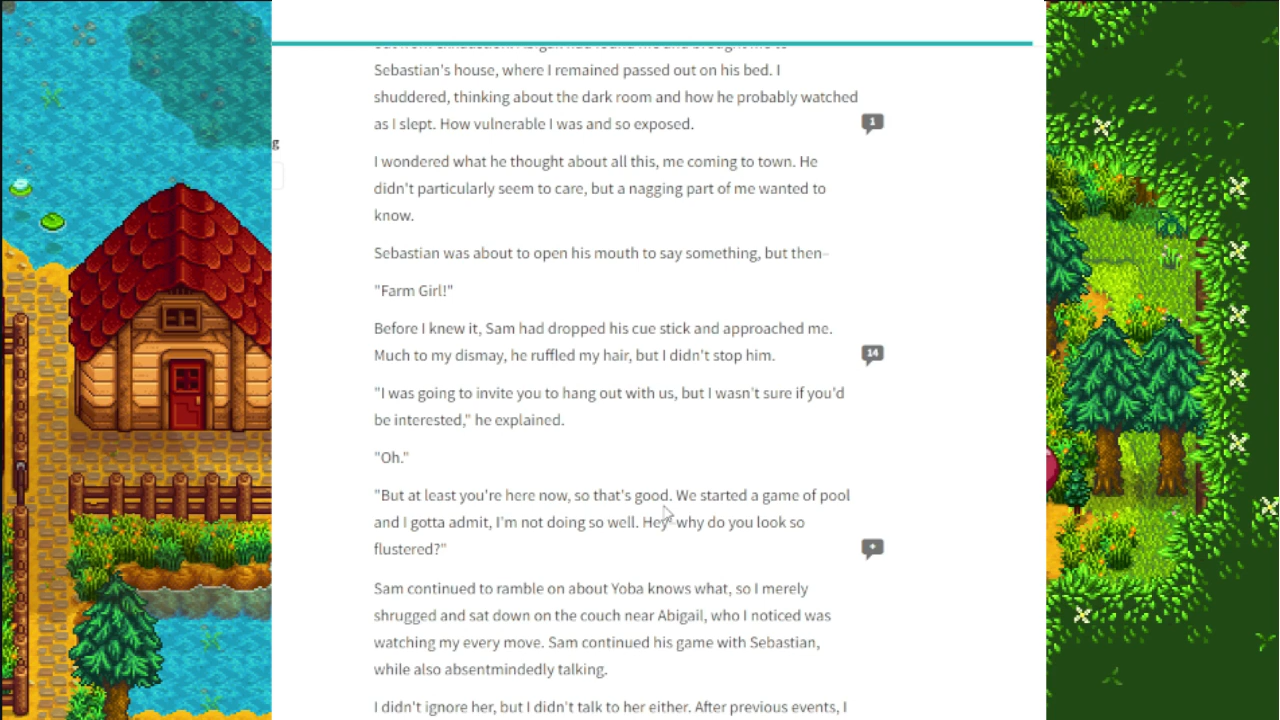 Sebastian's house, where I remained passed out on his bed. I
shuddered, thinking about the dark room and how he probably watched
as I slept. How vulnerable I was and so exposed.
1
I wondered what he thought about all this, me coming to town. He
didn't particularly seem to care, but a nagging part of me wanted to
know.
Sebastian was about to open his mouth to say something, but then-
"Farm Girl!"
Before I knew it, Sam had dropped his cue stick and approached me.
Much to my dismay, he ruffled my hair, but I didn't stop him.
14
"I was going to invite you to hang out with us, but I wasn't sure if you'd
be interested," he explained.
"Oh."
"But at least you're here now, so that's good. We started a game of pool
and I gotta admit, I'm not doing so well. Hey- why do you look so
flustered?"
+
Sam continued to ramble on about Yoba knows what, so I merely
shrugged and sat down on the couch near Abigail, who I noticed was
watching my every move. Sam continued his game with Sebastian,
while also absentmindedly talking.
I didn't ignore her, but I didn't talk to her either. After previous events, I